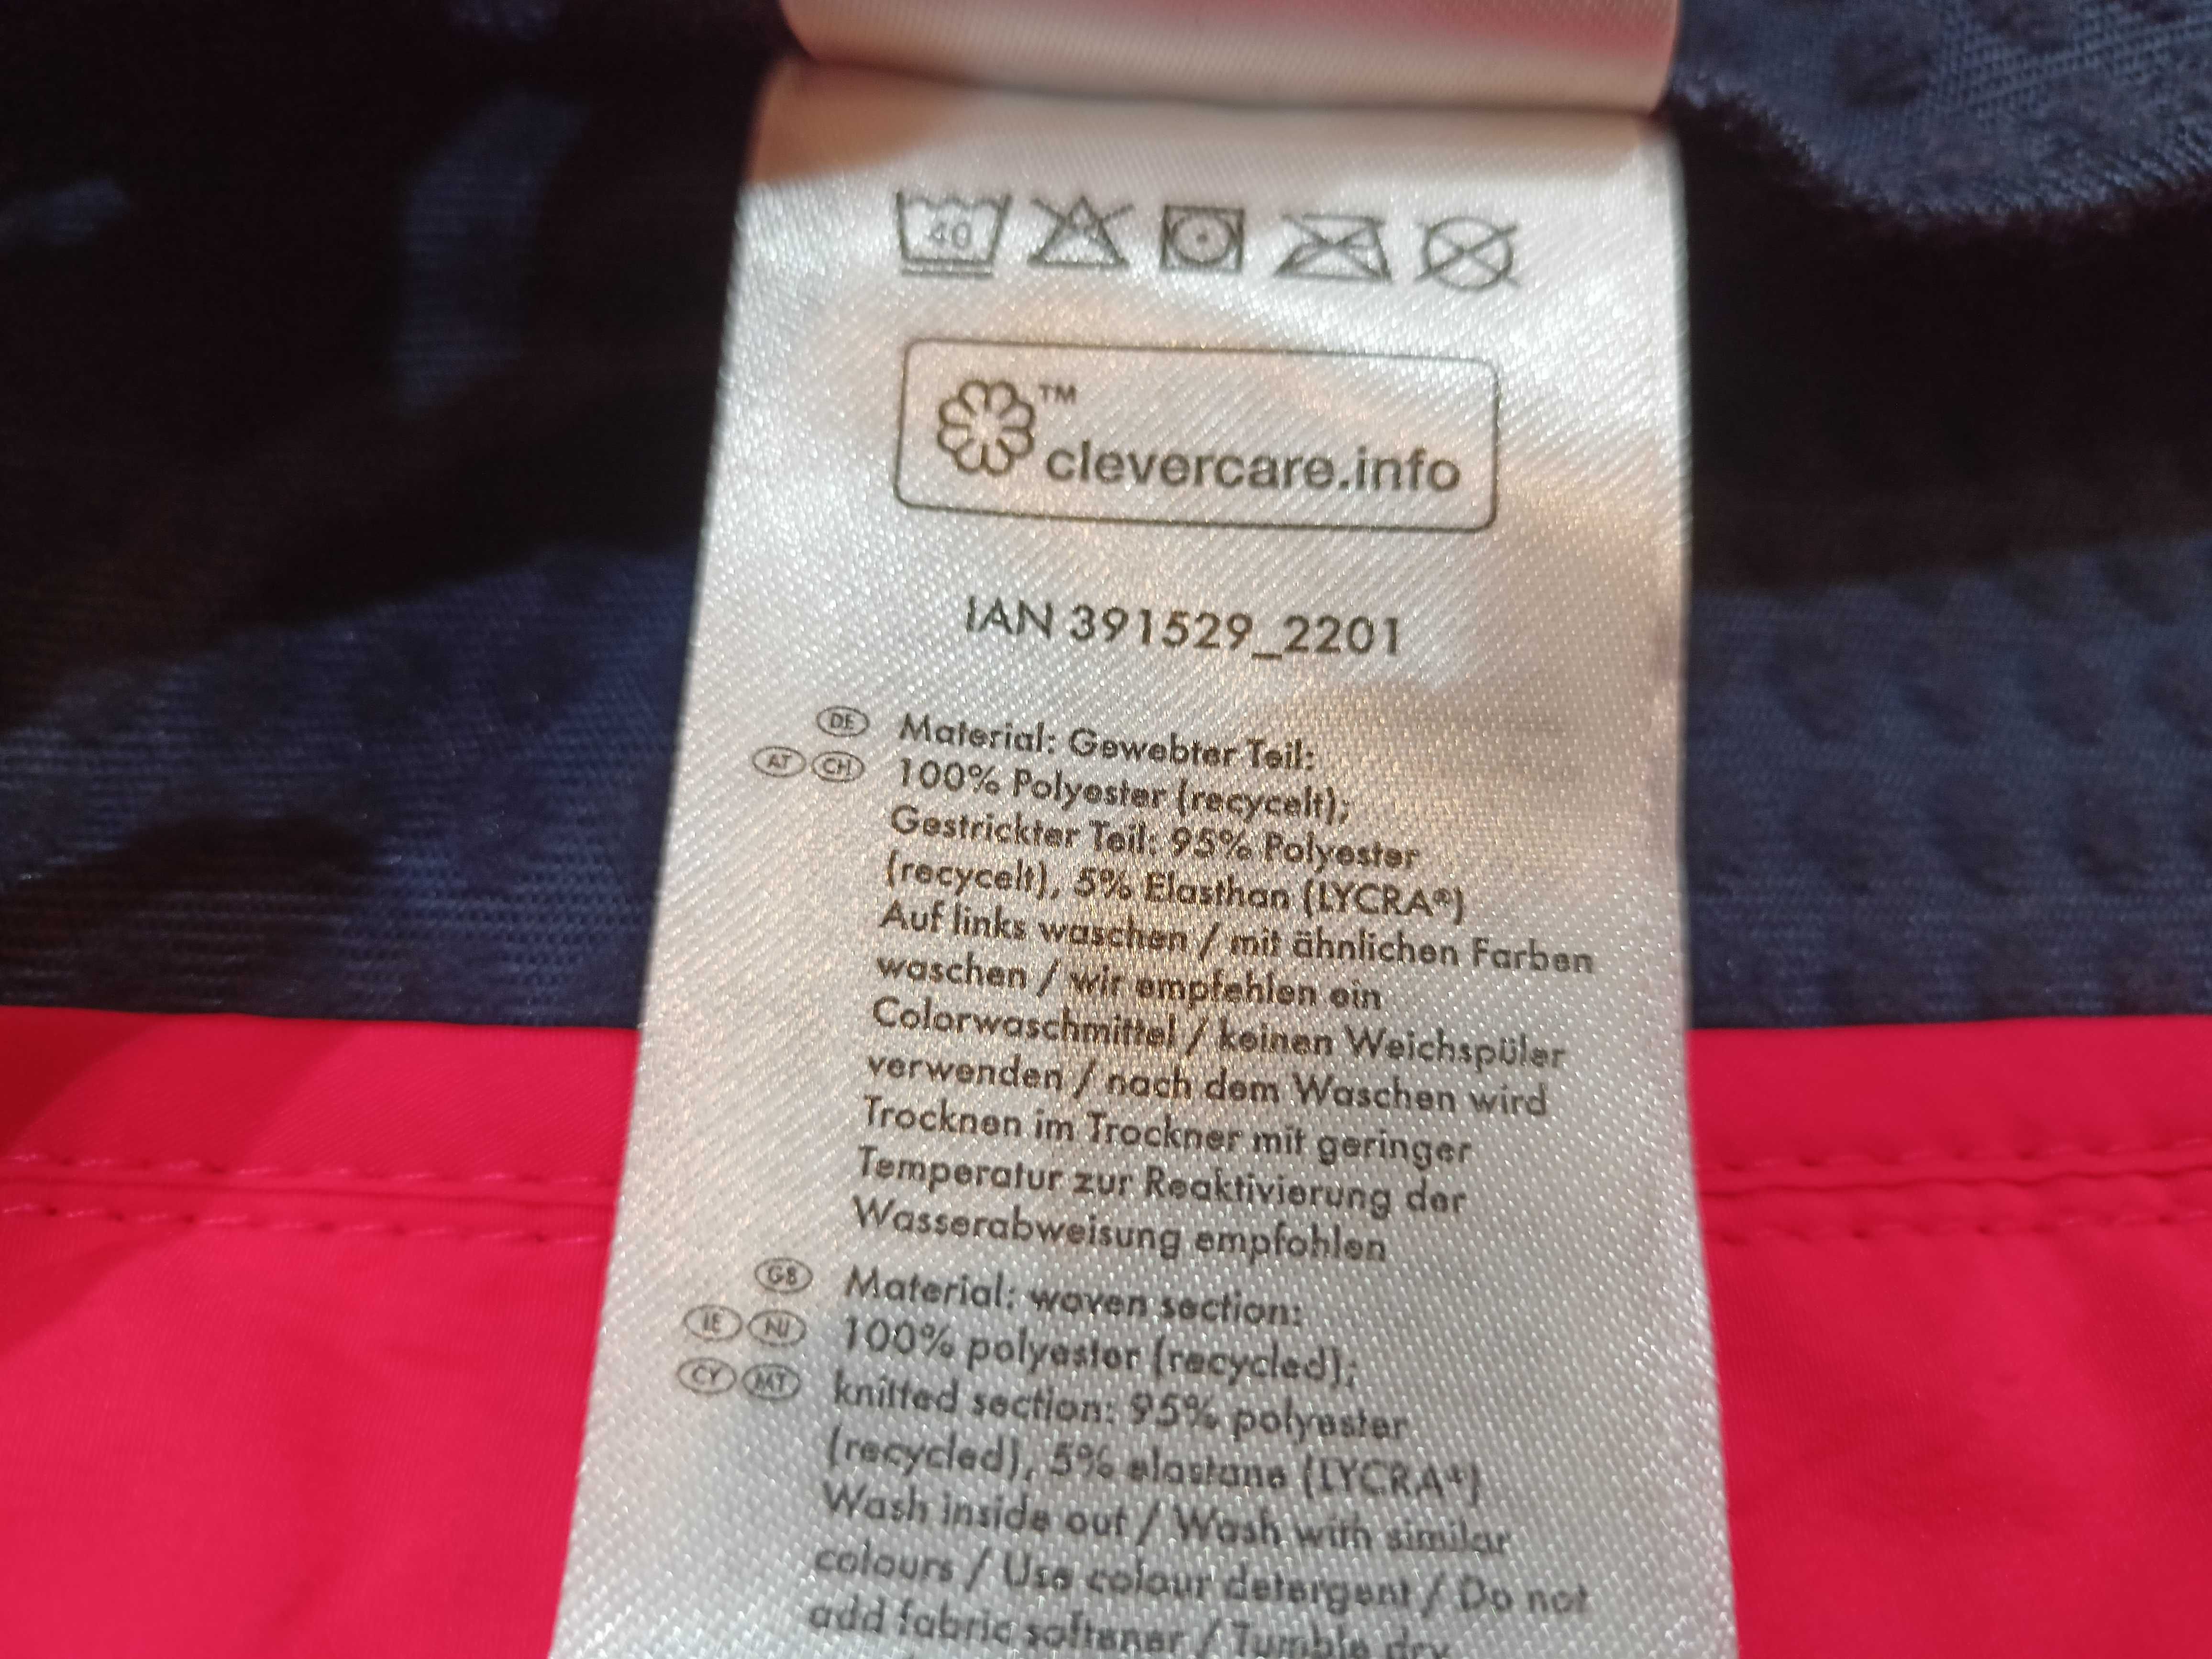 40
™
clevercare.info
IAN 391529_2201
DE Material: Gewebter Teil:
AT CH 100% Polyester (recycelt);
Gestrickter Teil: 95% Polyester
(recycelt), 5% Elasthan (LYCRA®)
Auf links waschen / mit ähnlichen Farben
waschen / wir empfehlen ein
Colorwaschmittel / keinen Weichspüler
verwenden / nach dem Waschen wird
Trocknen im Trockner mit geringer
Temperatur zur Reaktivierung der
Wasserabweisung empfohlen
GB Material: woven section:
IE NI 100% polyester (recycled);
CY MT knitted section: 95% polyester
(recycled), 5% elastane (LYCRA®)
Wash inside out / Wash with similar
colours / Use colour detergent / Do not
add fabric softener / Tumble dry